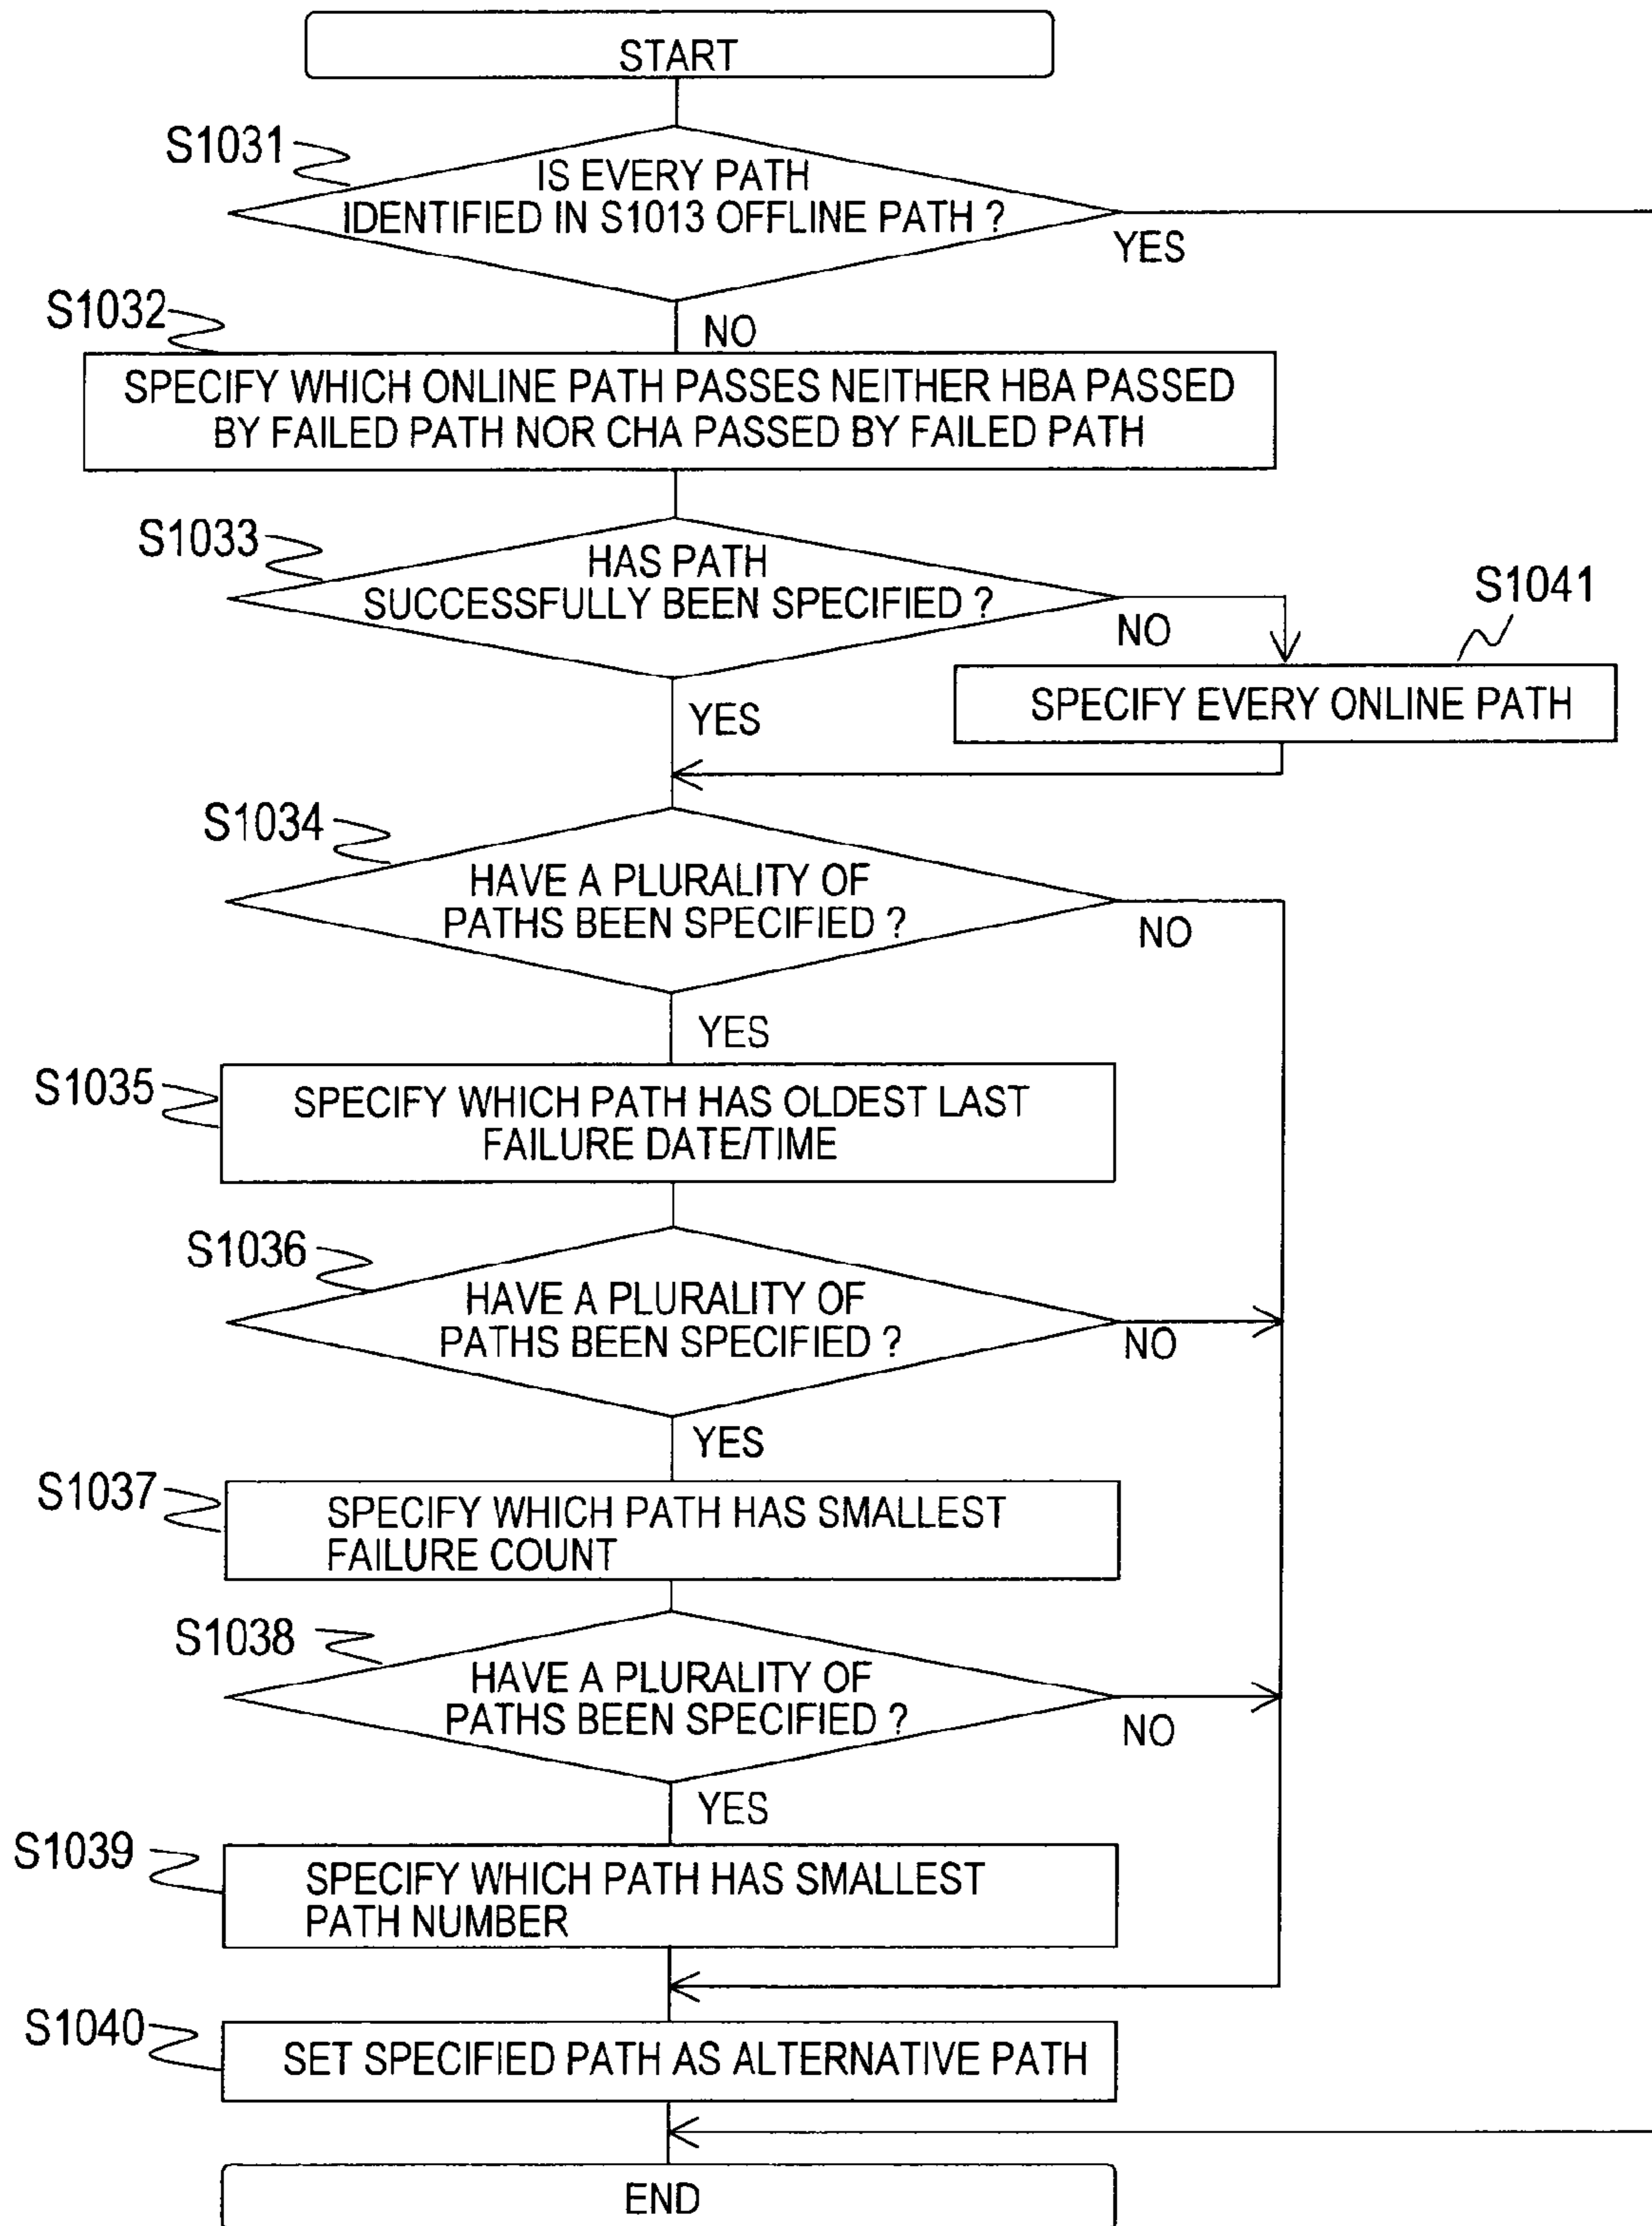 START
S1031
IS EVERY PATH
IDENTIFIED IN S1013 OFFLINE PATH ?
YES
NO
S1032
SPECIFY WHICH ONLINE PATH PASSES NEITHER HBA PASSED
BY FAILED PATH NOR CHA PASSED BY FAILED PATH
S1033
HAS PATH
SUCCESSFULLY BEEN SPECIFIED ?
NO
S1041
SPECIFY EVERY ONLINE PATH
YES
S1034
HAVE A PLURALITY OF
PATHS BEEN SPECIFIED ?
NO
YES
S1035
SPECIFY WHICH PATH HAS OLDEST LAST
FAILURE DATE/TIME
S1036
HAVE A PLURALITY OF
PATHS BEEN SPECIFIED ?
NO
YES
S1037
SPECIFY WHICH PATH HAS SMALLEST
FAILURE COUNT
S1038
HAVE A PLURALITY OF
PATHS BEEN SPECIFIED ?
NO
YES
S1039
SPECIFY WHICH PATH HAS SMALLEST
PATH NUMBER
S1040
SET SPECIFIED PATH AS ALTERNATIVE PATH
END